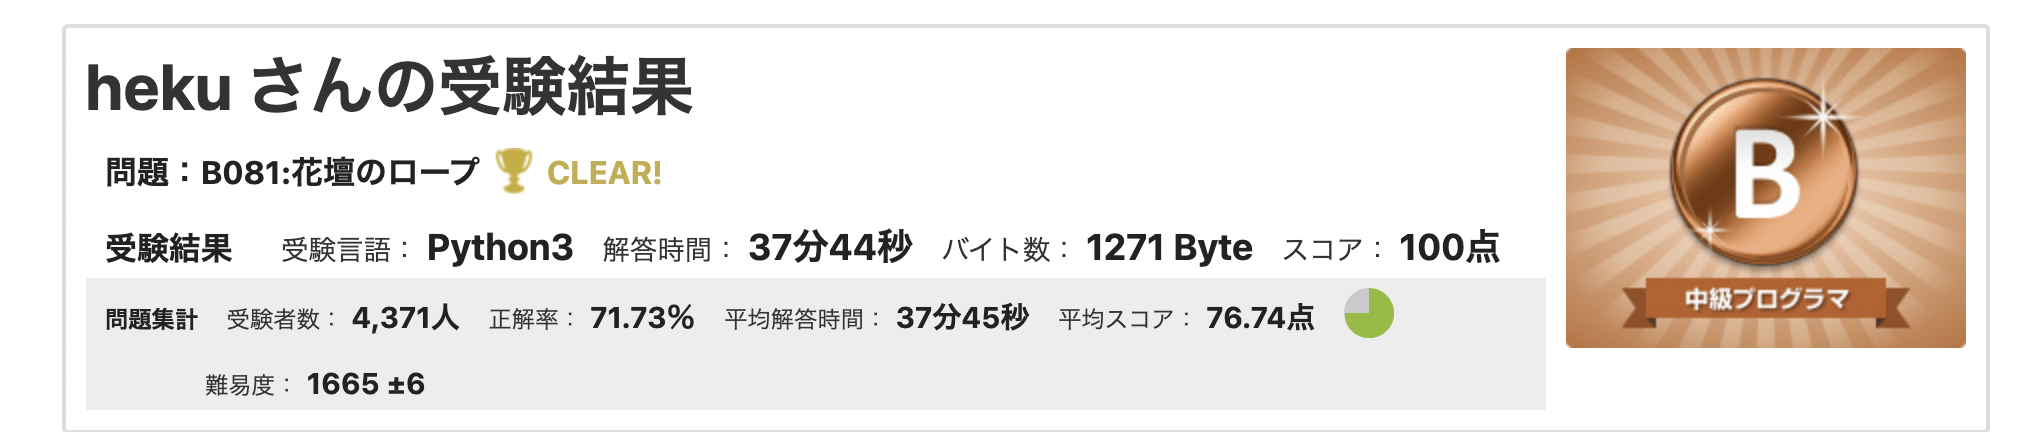 heku さんの受験結果
問題：B081:花壇のロープ CLEAR!
受験結果 受験言語： Python3 解答時間： 37分44秒 バイト数： 1271 Byte スコア： 100点
問題集計 受験者数： 4,371人 正解率： 71.73% 平均解答時間： 37分45秒 平均スコア： 76.74点
難易度： 1665 ±6
B
中級プログラマ